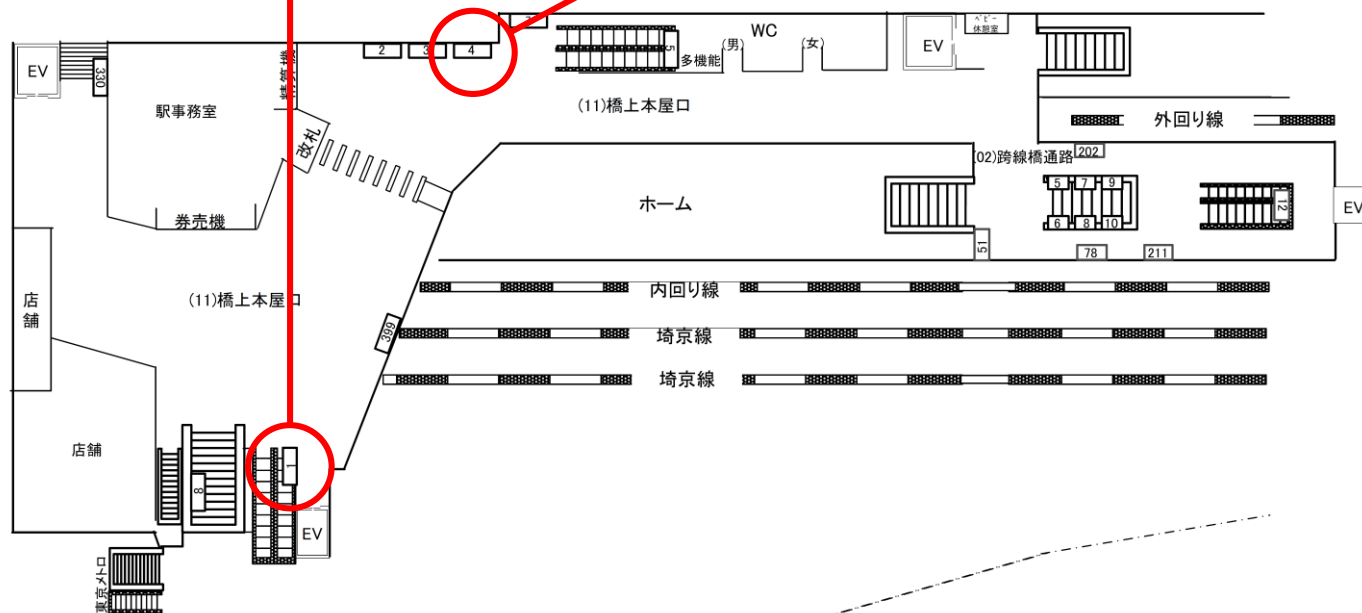 EV
330
駅事務室
精算機
2
3
4
5
多機能
(男)
WC
(女)
EV
ベビー
休憩室
(11)橋上本屋口
改札
券売機
外回り線
(02)跨線橋通路
202
ホーム
5
7
9
6
8
10
12
EV
51
78
211
店
舗
(11)橋上本屋口
399
内回り線
埼京線
埼京線
店舗
8
1
EV
東京メトロ